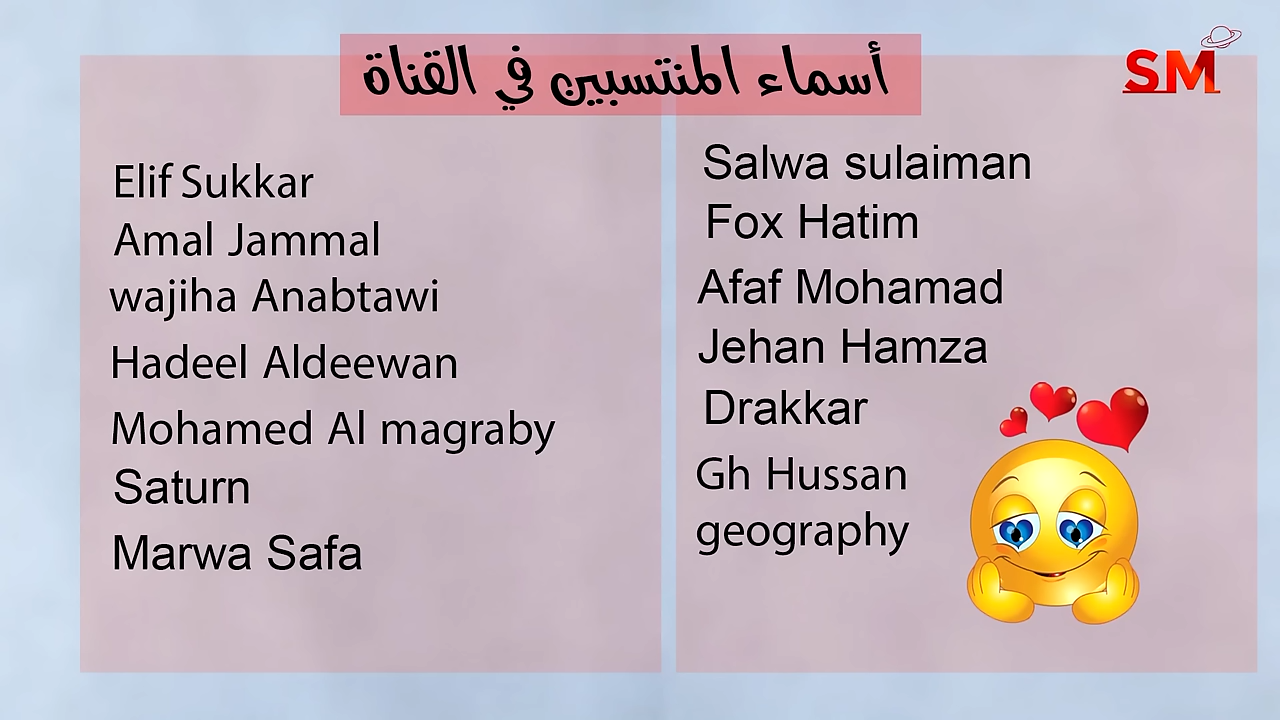 أسماء المنتسبين في القناة
SM
Elif Sukkar
Amal Jammal
wajiha Anabtawi
Hadeel Aldeewan
Mohamed Al magraby
Saturn
Marwa Safa
Salwa sulaiman
Fox Hatim
Afaf Mohamad
Jehan Hamza
Drakkar
Gh Hussan
geography